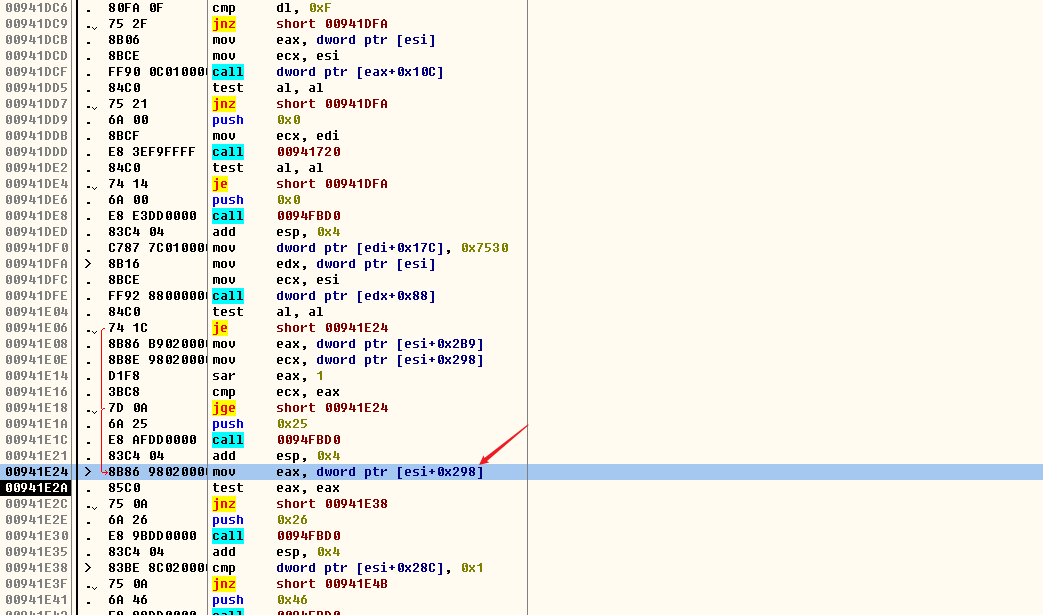 00941DC6 . 80FA 0F cmp dl, 0xF
00941DC9 .ˇ 75 2F jnz short 00941DFA
00941DCB . 8B06 mov eax, dword ptr [esi]
00941DCD . 8BCE mov ecx, esi
00941DCF . FF90 0C010000 call dword ptr [eax+0x10C]
00941DD5 . 84C0 test al, al
00941DD7 .ˇ 75 21 jnz short 00941DFA
00941DD9 . 6A 00 push 0x0
00941DDB . 8BCF mov ecx, edi
00941DDD . E8 3EF9FFFF call 00941720
00941DE2 . 84C0 test al, al
00941DE4 .ˇ 74 14 je short 00941DFA
00941DE6 . 6A 00 push 0x0
00941DE8 . E8 E3DD0000 call 0094FBD0
00941DED . 83C4 04 add esp, 0x4
00941DF0 . C787 7C010000 mov dword ptr [edi+0x17C], 0x7530
00941DFA > 8B16 mov edx, dword ptr [esi]
00941DFC . 8BCE mov ecx, esi
00941DFE . FF92 88000000 call dword ptr [edx+0x88]
00941E04 . 84C0 test al, al
00941E06 .ˇ 74 1C je short 00941E24
00941E08 . 8B86 B9020000 mov eax, dword ptr [esi+0x2B9]
00941E0E . 8B8E 98020000 mov ecx, dword ptr [esi+0x298]
00941E14 . D1F8 sar eax, 1
00941E16 . 3BC8 cmp ecx, eax
00941E18 .ˇ 7D 0A jge short 00941E24
00941E1A . 6A 25 push 0x25
00941E1C . E8 AFDD0000 call 0094FBD0
00941E21 . 83C4 04 add esp, 0x4
00941E24 > 8B86 98020000 mov eax, dword ptr [esi+0x298]
00941E2A . 85C0 test eax, eax
00941E2C .ˇ 75 0A jnz short 00941E38
00941E2E . 6A 26 push 0x26
00941E30 . E8 9BDD0000 call 0094FBD0
00941E35 . 83C4 04 add esp, 0x4
00941E38 > 83BE 8C020000 cmp dword ptr [esi+0x28C], 0x1
00941E3F .ˇ 75 0A jnz short 00941E4B
00941E41 . 6A 46 push 0x46